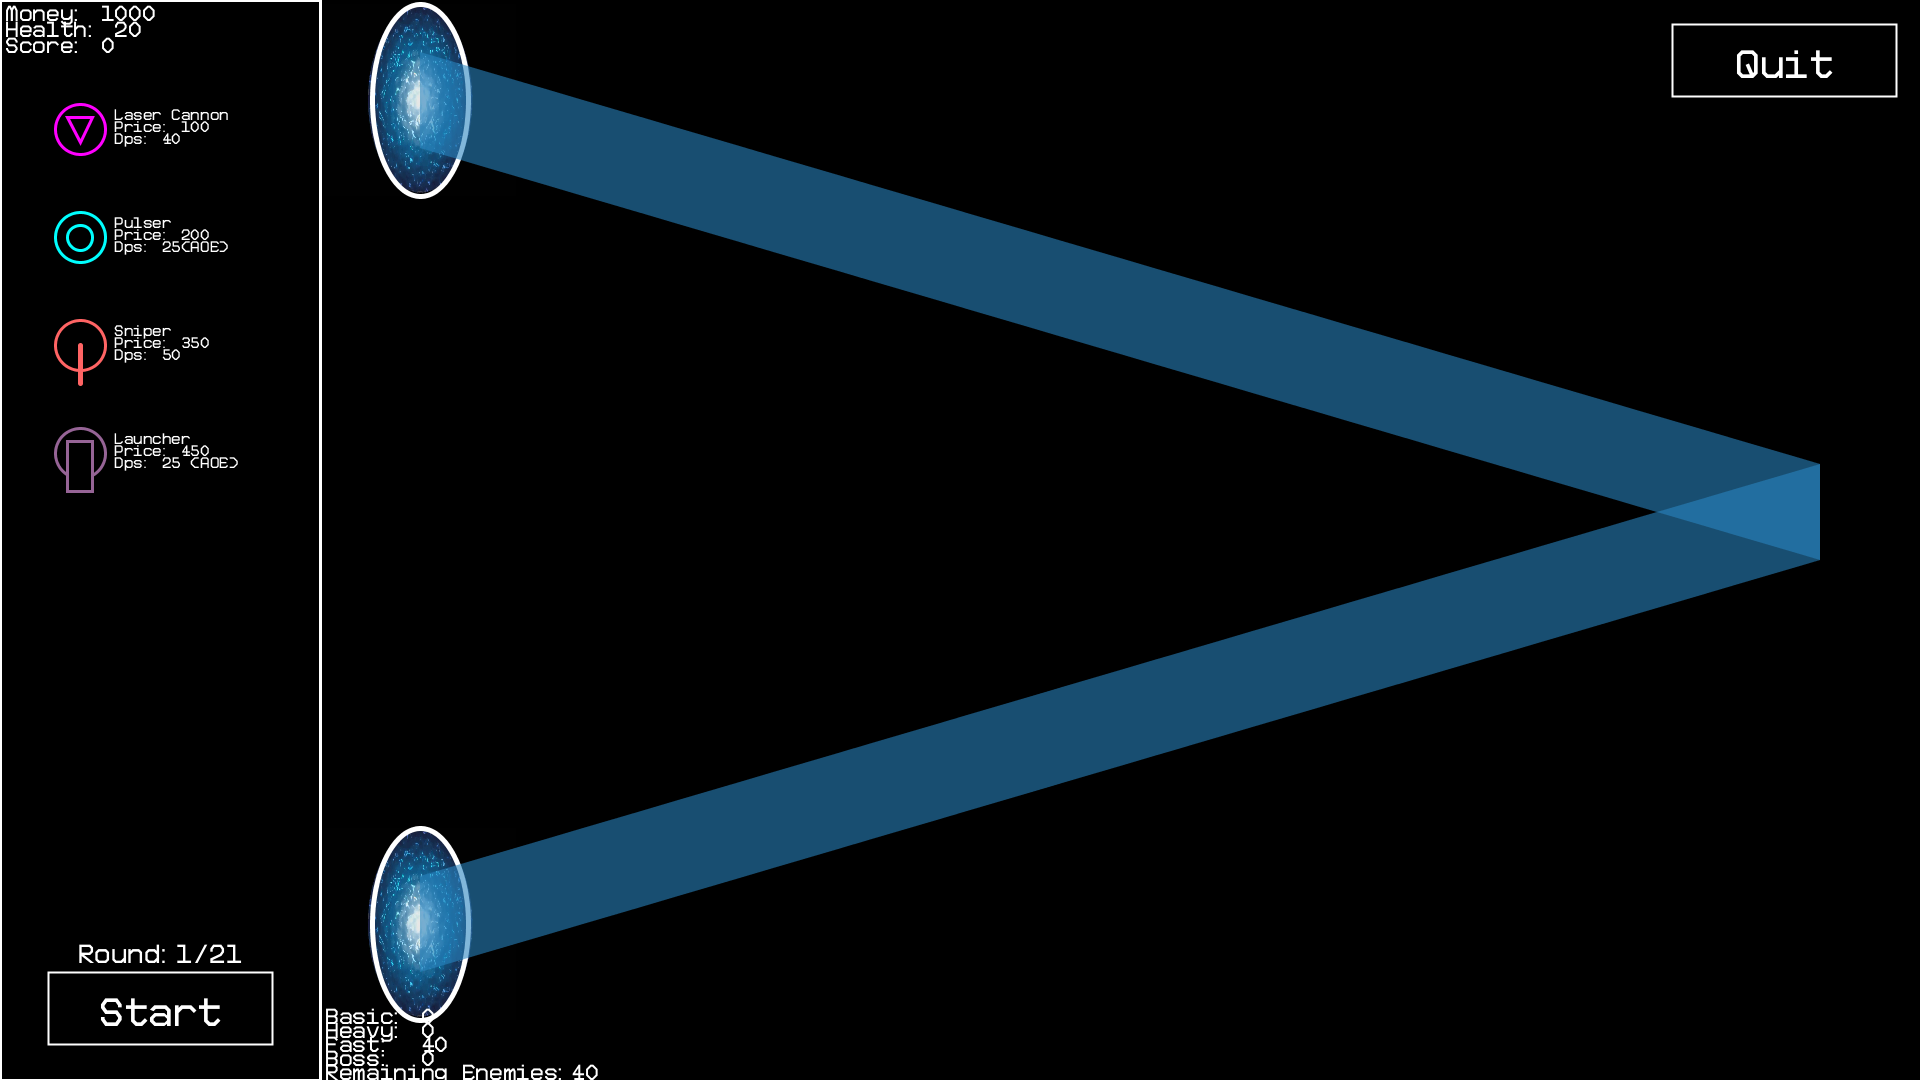 Money: 1000
Health: 20
Score: 0
Quit
Laser Cannon
Price: 100
Dps: 40
Pulser
Price: 200
Dps: 25(AOE)
Sniper
Price: 350
Dps: 50
Launcher
Price: 450
Dps: 25 (AOE)
Round: 1/21
Start
Basic: 0
Heavy: 0
Fast: 40
Boss: 0
Remaining Enemies: 40